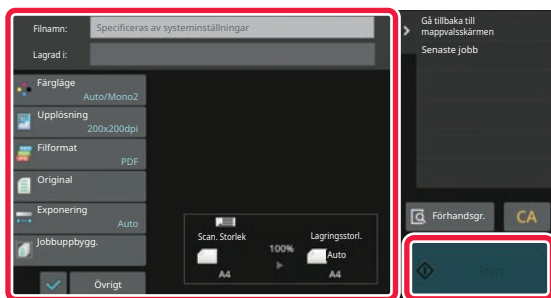 Filnamn:
Specificeras av systeminställningar
Lagrad i:
Färgläge
Auto/Mono2
Upplösning
200x200dpi
Filformat
PDF
Original
Exponering
Auto
Jobbuppbygg.
Övrigt
Scan. Storlek
A4
100%
Lagringsstorl.
Auto
A4
Gå tillbaka till
mappvalsskärmen
Senaste jobb
Förhandsgr.
CA
Start